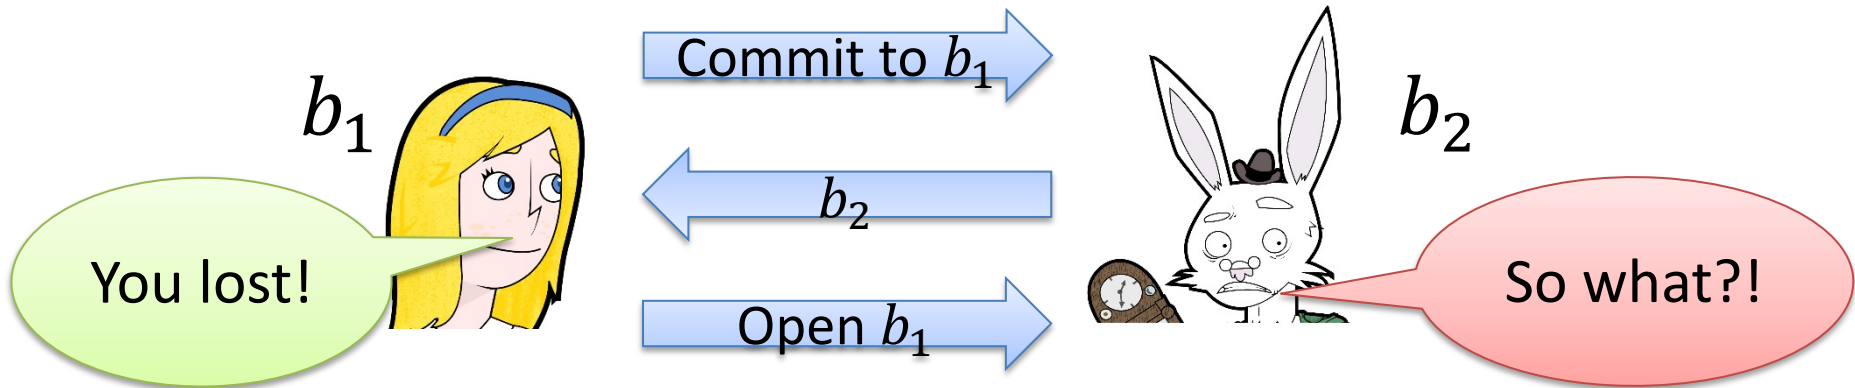 Commit to b₁
b₁
b₂
b₂
You lost!
So what?!
Open b₁